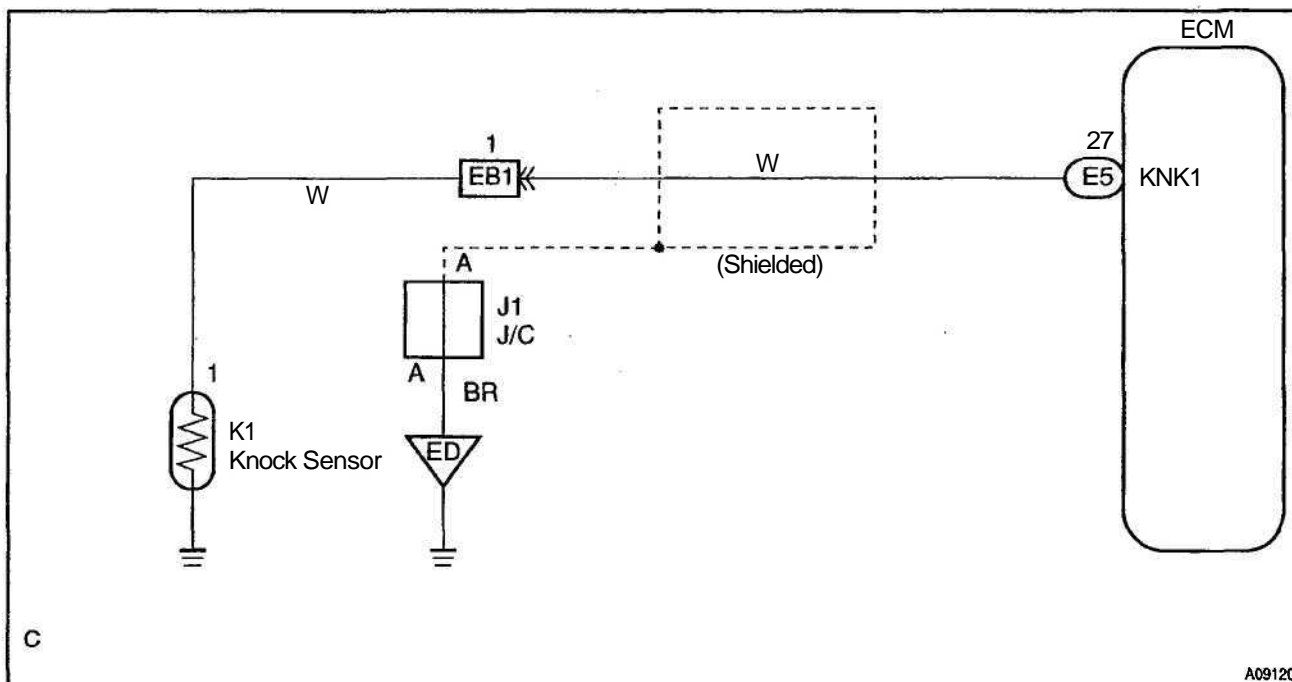 ECM
1
EB1
W
W
27
E5
KNK1
(Shielded)
A
J1
J/C
A
BR
ED
1
K1
Knock Sensor
C
A09120